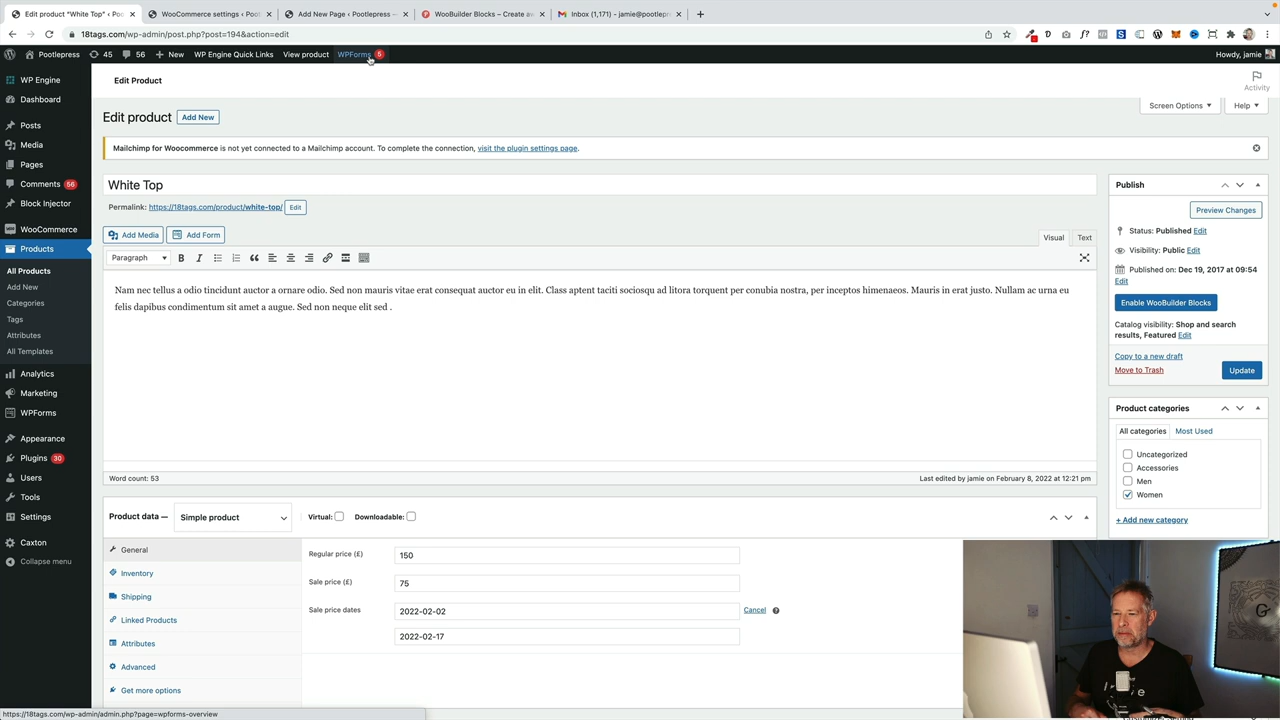 Edit product "White Top" ‹ Po
WooCommerce settings ‹ Pootl
Add New Page ‹ Pootlepress —
WooBuilder Blocks – Create aw
Inbox (1,171) - jamie@pootlepr
18tags.com/wp-admin/post.php?post=194&action=edit
Pootlepress
45
56
New
WP Engine Quick Links
View product
WPForms
5
Howdy, jamie
WP Engine
Dashboard
Posts
Media
Pages
Comments 56
Block Injector
WooCommerce
Products
All Products
Add New
Categories
Tags
Attributes
All Templates
Analytics
Marketing
WPForms
Appearance
Plugins 30
Users
Tools
Settings
Caxton
Collapse menu
Edit Product
Activity
Edit product
Add New
Screen Options
Help
Mailchimp for Woocommerce is not yet connected to a Mailchimp account. To complete the connection, visit the plugin settings page.
White Top
Permalink: https://18tags.com/product/white-top/ Edit
Add Media
Add Form
Visual
Text
Paragraph
Nam nec tellus a odio tincidunt auctor a ornare odio. Sed non mauris vitae erat consequat auctor eu in elit. Class aptent taciti sociosqu ad litora torquent per conubia nostra, per inceptos himenaeos. Mauris in erat justo. Nullam ac urna eu
felis dapibus condimentum sit amet a augue. Sed non neque elit sed .
Word count: 53
Last edited by jamie on February 8, 2022 at 12:21 pm
Product data —
Simple product
Virtual:
Downloadable:
General
Inventory
Shipping
Linked Products
Attributes
Advanced
Get more options
Regular price (£)
150
Sale price (£)
75
Sale price dates
2022-02-02
Cancel
2022-02-17
Publish
Preview Changes
Status: Published Edit
Visibility: Public Edit
Published on: Dec 19, 2017 at 09:54
Edit
Enable WooBuilder Blocks
Catalog visibility: Shop and search
results, Featured Edit
Copy to a new draft
Move to Trash
Update
Product categories
All categories
Most Used
Uncategorized
Accessories
Men
Women
+ Add new category
https://18tags.com/wp-admin/admin.php?page=wpforms-overview